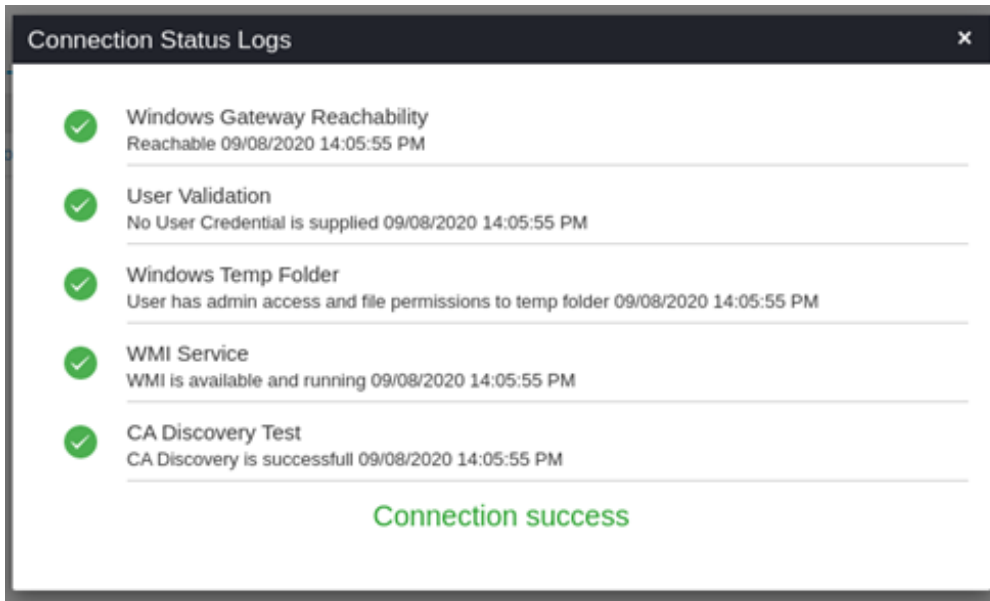 Connection Status Logs
Windows Gateway Reachability
Reachable 09/08/2020 14:05:55 PM
User Validation
No User Credential is supplied 09/08/2020 14:05:55 PM
Windows Temp Folder
User has admin access and file permissions to temp folder 09/08/2020 14:05:55 PM
WMI Service
WMI is available and running 09/08/2020 14:05:55 PM
CA Discovery Test
CA Discovery is successfull 09/08/2020 14:05:55 PM
Connection success